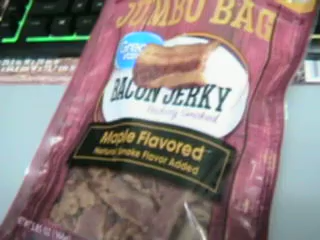 JUMBO BAG
Great
Value
BACON JERKY
Hickory Smoked
Maple Flavored
Natural Smoke Flavor Added